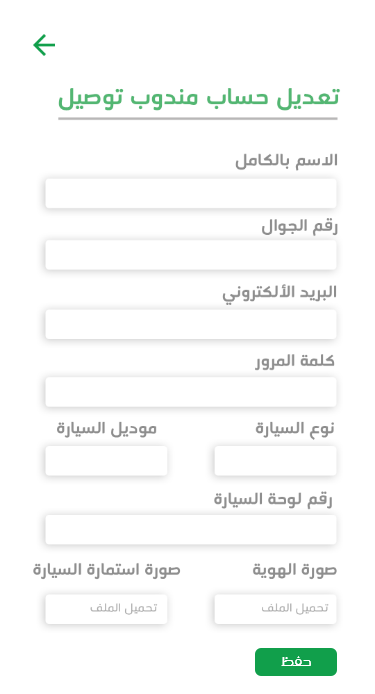 تعديل حساب مندوب توصيل
الاسم بالكامل
رقم الجوال
البريد الألكتروني
كلمة المرور
نوع السيارة موديل السيارة
رقم لوحة السيارة
صورة الهوية صورة استمارة السيارة
تحميل الملف تحميل الملف
حفظ